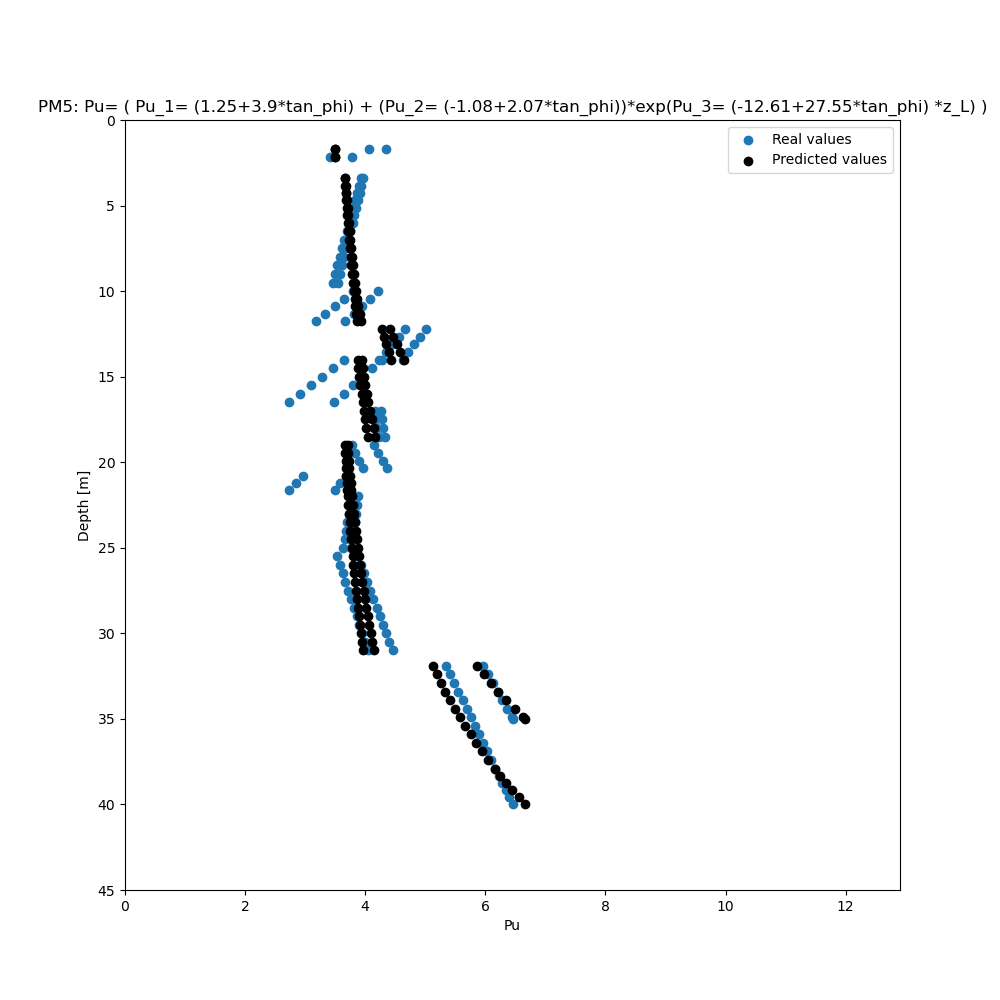 PM5: Pu= ( Pu_1= (1.25+3.9*tan_phi) + (Pu_2= (-1.08+2.07*tan_phi))*exp(Pu_3= (-12.61+27.55*tan_phi) *z_L) )
Real values
Predicted values
0
5
10
15
20
25
30
35
40
45
Depth [m]
0 2 4 6 8 10 12
Pu